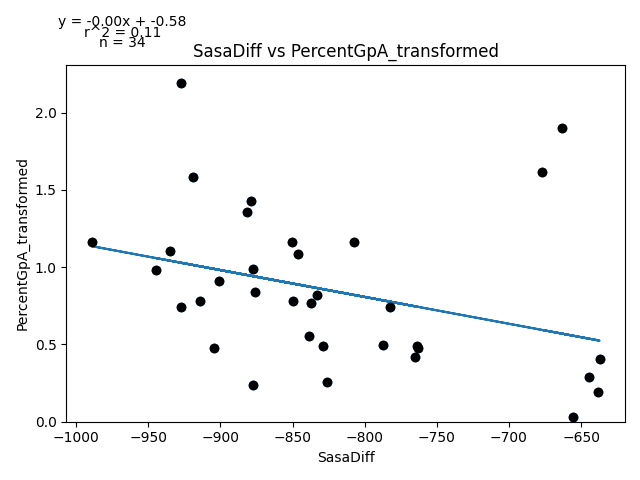 y = -0.00x + -0.58
r^2 = 0.11
n = 34
SasaDiff vs PercentGpA_transformed
PercentGpA_transformed
2.0
1.5
1.0
0.5
0.0
−1000 −950 −900 −850 −800 −750 −700 −650
SasaDiff